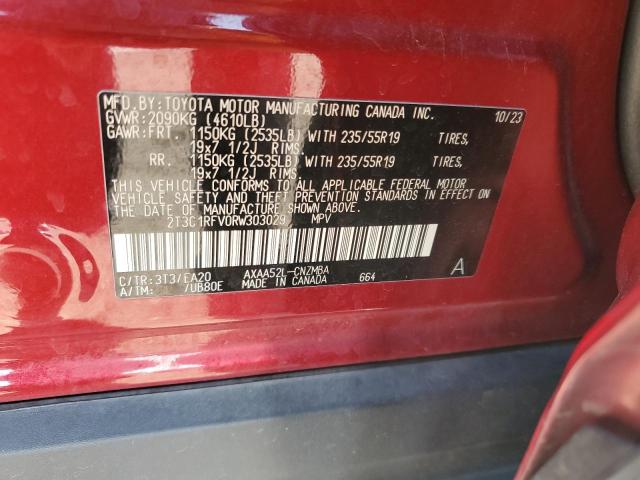 MFD.BY:TOYOTA MOTOR MANUFACTURING CANADA INC.
GVWR:2090KG (4610LB) 10/23
GAWR:FRT. 1150KG (2535LB) WITH 235/55R19 TIRES,
19x7 1/2J RIMS.
RR. 1150KG (2535LB) WITH 235/55R19 TIRES,
19x7 1/2J RIMS.
THIS VEHICLE CONFORMS TO ALL APPLICABLE FEDERAL MOTOR
VEHICLE SAFETY AND THEFT PREVENTION STANDARDS IN EFFECT ON
THE DATE OF MANUFACTURE SHOWN ABOVE.
2T3C1RFV0RW303029 MPV
C/TR:3T3/EA20 AXAA52L-CNZMBA 664 A
A/TM: /UB80E MADE IN CANADA